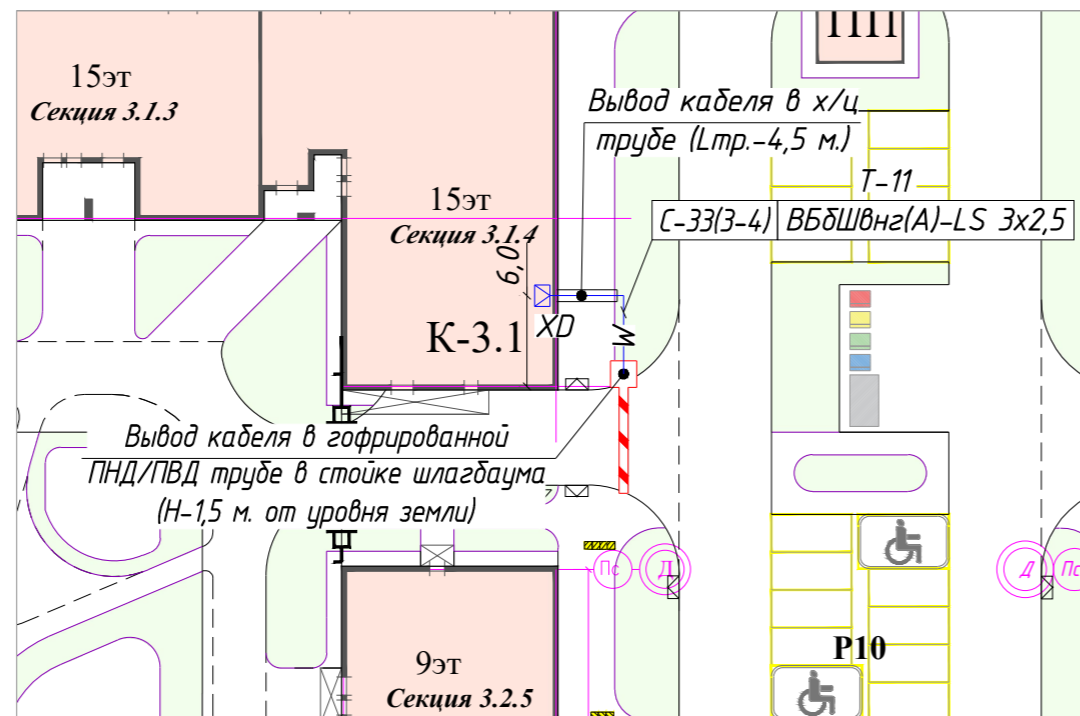 ПП
15эт
Секция 3.1.3
Вывод кабеля в х/ц
трубе (Lтр.-4,5 м.)
Т-11
С-33(3-4) ВБбШвнг(А)-LS 3х2,5
15эт
Секция 3.1.4
6,0
XD
W
К-3.1
Вывод кабеля в гофрированной
ПНД/ПВД трубе в стойке шлагбаума
(Н-1,5 м. от уровня земли)
Пс Д
Д Пс
Р10
9эт
Секция 3.2.5